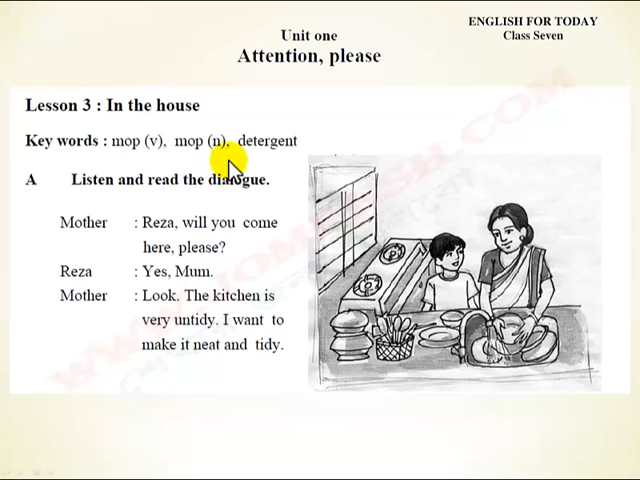 ENGLISH FOR TODAY
Class Seven
Unit one
Attention, please
Lesson 3 : In the house
Key words : mop (v), mop (n), detergent
A Listen and read the dialogue.
Mother : Reza, will you come
here, please?
Reza : Yes, Mum.
Mother : Look. The kitchen is
very untidy. I want to
make it neat and tidy.